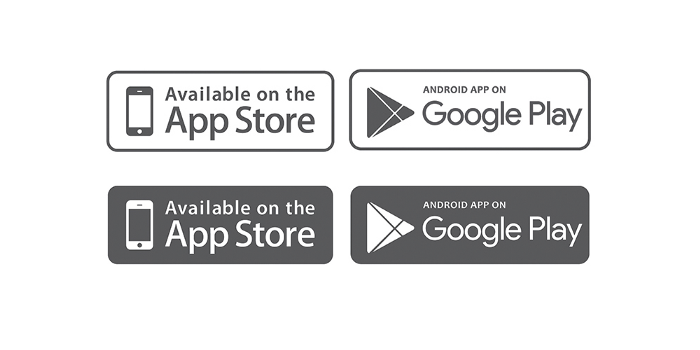 Available on the
App Store
ANDROID APP ON
Google Play
Available on the
App Store
ANDROID APP ON
Google Play